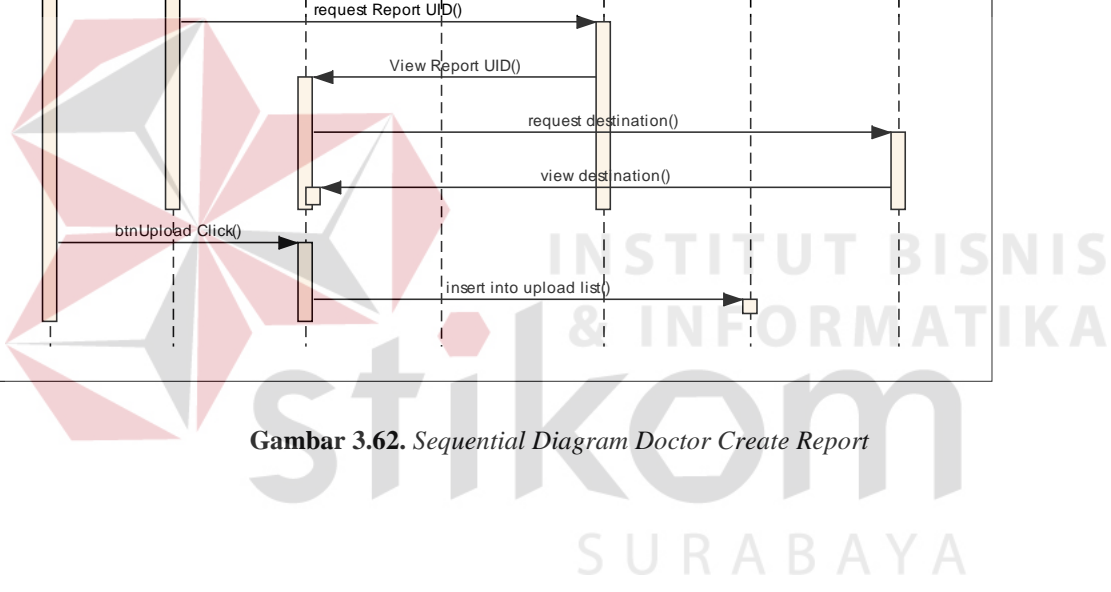 request Report UID()
View Report UID()
request destination()
view destination()
btnUpload Click()
insert into upload list()
INSTITUT BISNIS
& INFORMATIKA
stikom
SURABAYA
Gambar 3.62. Sequential Diagram Doctor Create Report